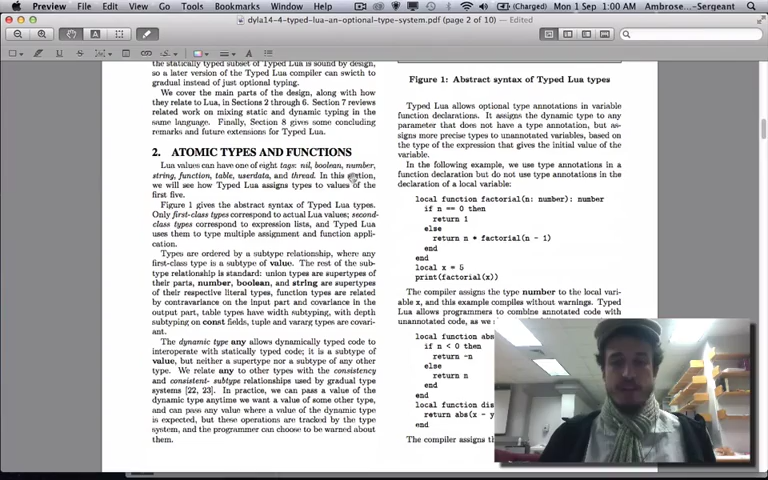 Preview File Edit View Go Tools Bookmarks Window Help (Charged) Mon 1 Sep 1:00 AM Ambrose…-Sergeant
dyla14-4-typed-lua-an-optional-type-system.pdf (page 2 of 10) — Edited
the statically typed subset of Typed Lua is sound by design,
so a later version of the Typed Lua compiler can swicth to
gradual instead of just optional typing.
We cover the main parts of the design, along with how
they relate to Lua, in Sections 2 through 6. Section 7 reviews
related work on mixing static and dynamic typing in the
same language. Finally, Section 8 gives some concluding
remarks and future extensions for Typed Lua.
2. ATOMIC TYPES AND FUNCTIONS
Lua values can have one of eight tags: nil, boolean, number,
string, function, table, userdata, and thread. In this section,
we will see how Typed Lua assigns types to values of the
first five.
Figure 1 gives the abstract syntax of Typed Lua types.
Only first-class types correspond to actual Lua values; second-
class types correspond to expression lists, and Typed Lua
uses them to type multiple assignment and function appli-
cation.
Types are ordered by a subtype relationship, where any
first-class type is a subtype of value. The rest of the sub-
type relationship is standard: union types are supertypes of
their parts, number, boolean, and string are supertypes
of their respective literal types, function types are related
by contravariance on the input part and covariance in the
output part, table types have width subtyping, with depth
subtyping on const fields, tuple and vararg types are covari-
ant.
The dynamic type any allows dynamically typed code to
interoperate with statically typed code; it is a subtype of
value, but neither a supertype nor a subtype of any other
type. We relate any to other types with the consistency
and consistent-subtype relationships used by gradual type
systems [22, 23]. In practice, we can pass a value of the
dynamic type anytime we want a value of some other type,
and can pass any value where a value of the dynamic type
is expected, but these operations are tracked by the type
system, and the programmer can choose to be warned about
them.
Figure 1: Abstract syntax of Typed Lua types
Typed Lua allows optional type annotations in variable
function declarations. It assigns the dynamic type to any
parameter that does not have a type annotation, but as-
signs more precise types to unannotated variables, based on
the type of the expression that gives the initial value of the
variable.
In the following example, we use type annotations in a
function declaration but do not use type annotations in the
declaration of a local variable:
local function factorial(n: number): number
if n == 0 then
return 1
else
return n * factorial(n - 1)
end
end
local x = 5
print(factorial(x))
The compiler assigns the type number to the local vari-
able x, and this example compiles without warnings. Typed
Lua allows programmers to combine annotated code with
unannotated code, as we
local function abs
if n < 0 then
return -n
else
return n
end
end
local function dis
return abs(x - y
end
The compiler assigns th